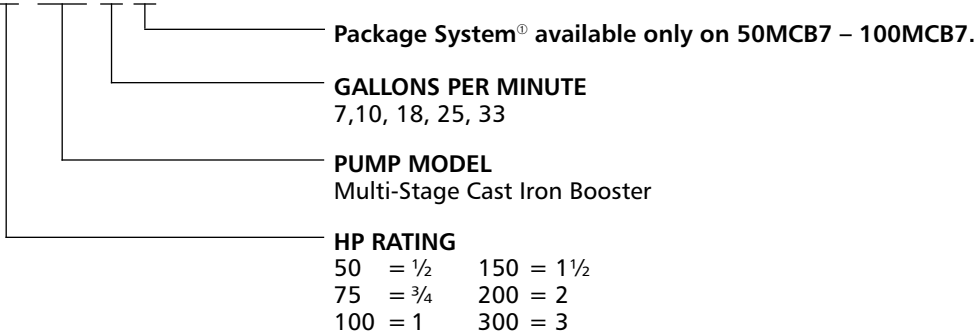 Package System① available only on 50MCB7 – 100MCB7.
GALLONS PER MINUTE
7,10, 18, 25, 33
PUMP MODEL
Multi-Stage Cast Iron Booster
HP RATING
50 = ½ 150 = 1½
75 = ¾ 200 = 2
100 = 1 300 = 3